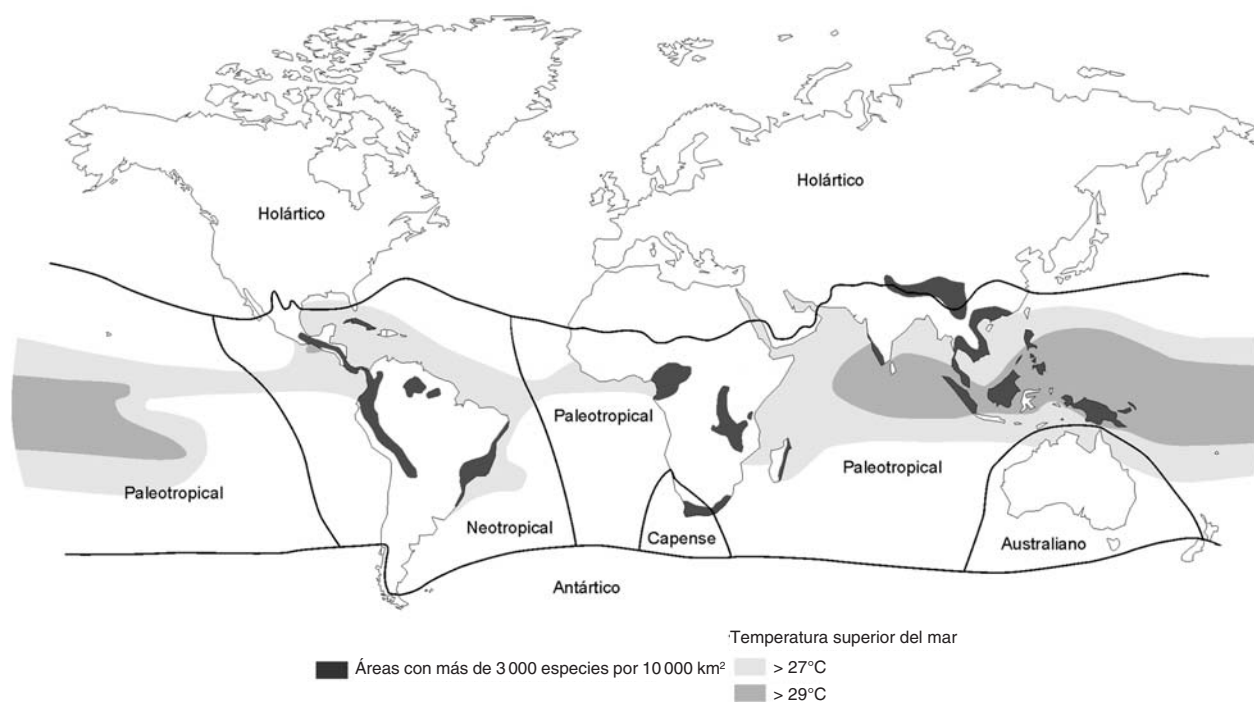 Holártico
Holártico
Paleotropical
Paleotropical
Paleotropical
Neotropical
Capense
Australiano
Antártico
Temperatura superior del mar
Áreas con más de 3 000 especies por 10 000 km²
> 27°C
> 29°C